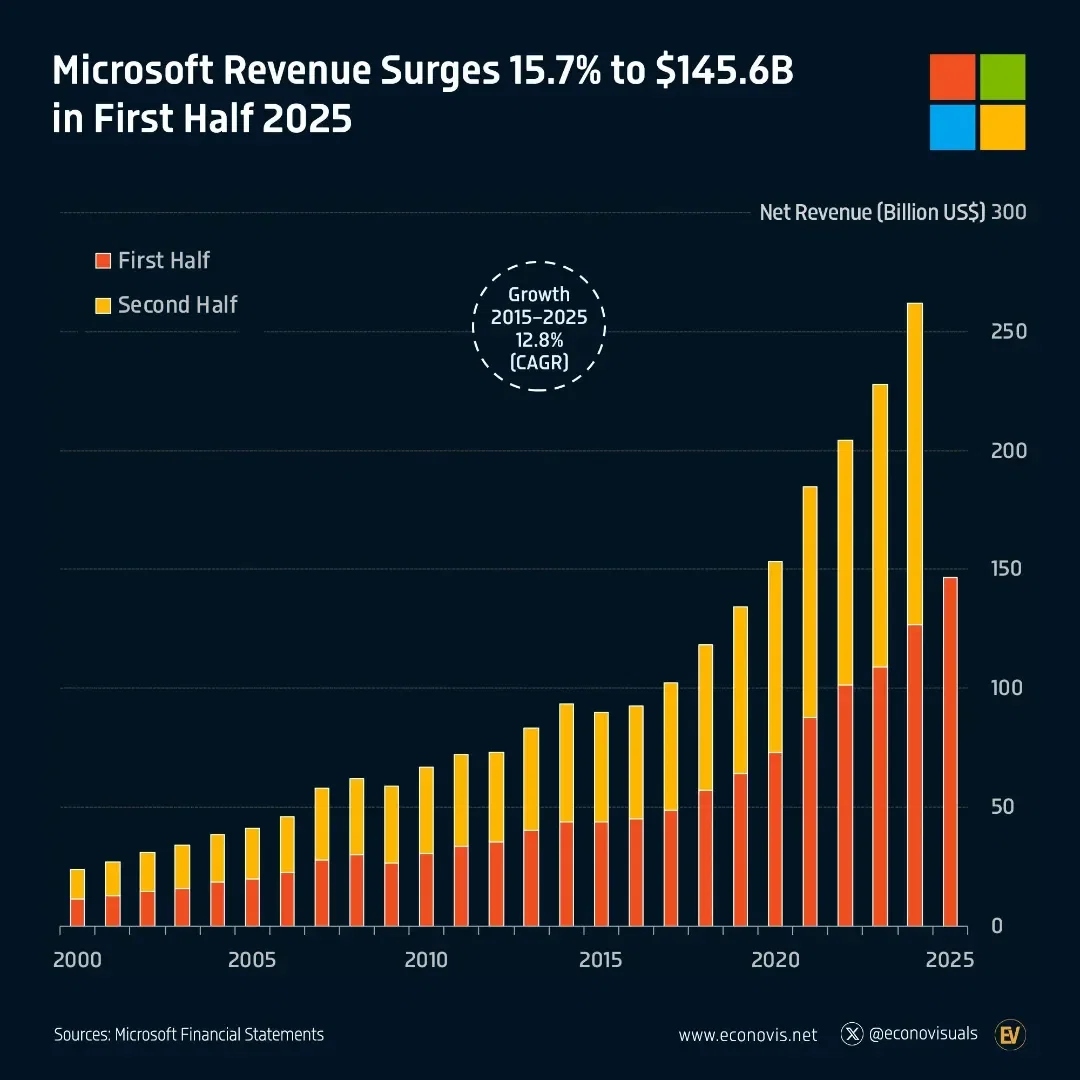 Microsoft Revenue Surges 15.7% to $145.6B
in First Half 2025
Net Revenue (Billion US$) 300
First Half
Second Half
Growth
2015–2025
12.8%
(CAGR)
250
200
150
100
50
0
2000 2005 2010 2015 2020 2025
Sources: Microsoft Financial Statements
www.econovis.net
X @econovisuals
EV